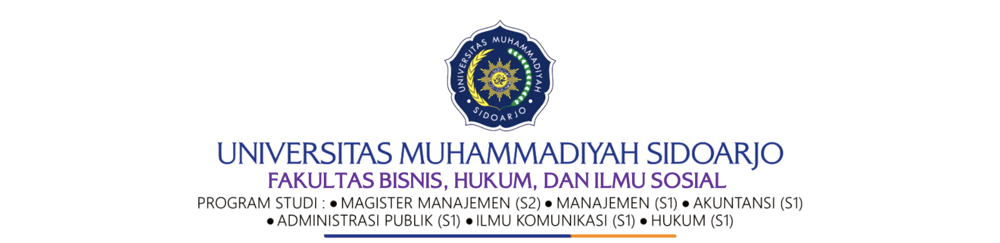 UNIVERSITAS MUHAMMADIYAH
SIDOARJO
UNIVERSITAS MUHAMMADIYAH SIDOARJO
FAKULTAS BISNIS, HUKUM, DAN ILMU SOSIAL
PROGRAM STUDI : ● MAGISTER MANAJEMEN (S2) ● MANAJEMEN (S1) ● AKUNTANSI (S1)
● ADMINISTRASI PUBLIK (S1) ● ILMU KOMUNIKASI (S1) ● HUKUM (S1)